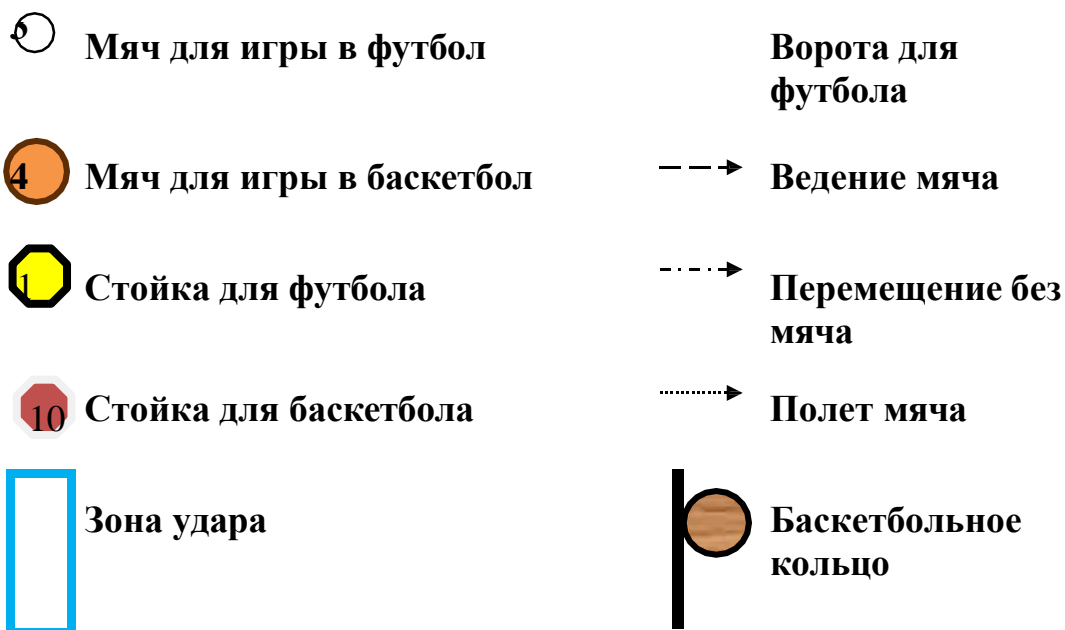 Мяч для игры в футбол
Ворота для
футбола
4
Мяч для игры в баскетбол
Ведение мяча
1
Стойка для футбола
Перемещение без
мяча
10
Стойка для баскетбола
Полет мяча
Зона удара
Баскетбольное
кольцо